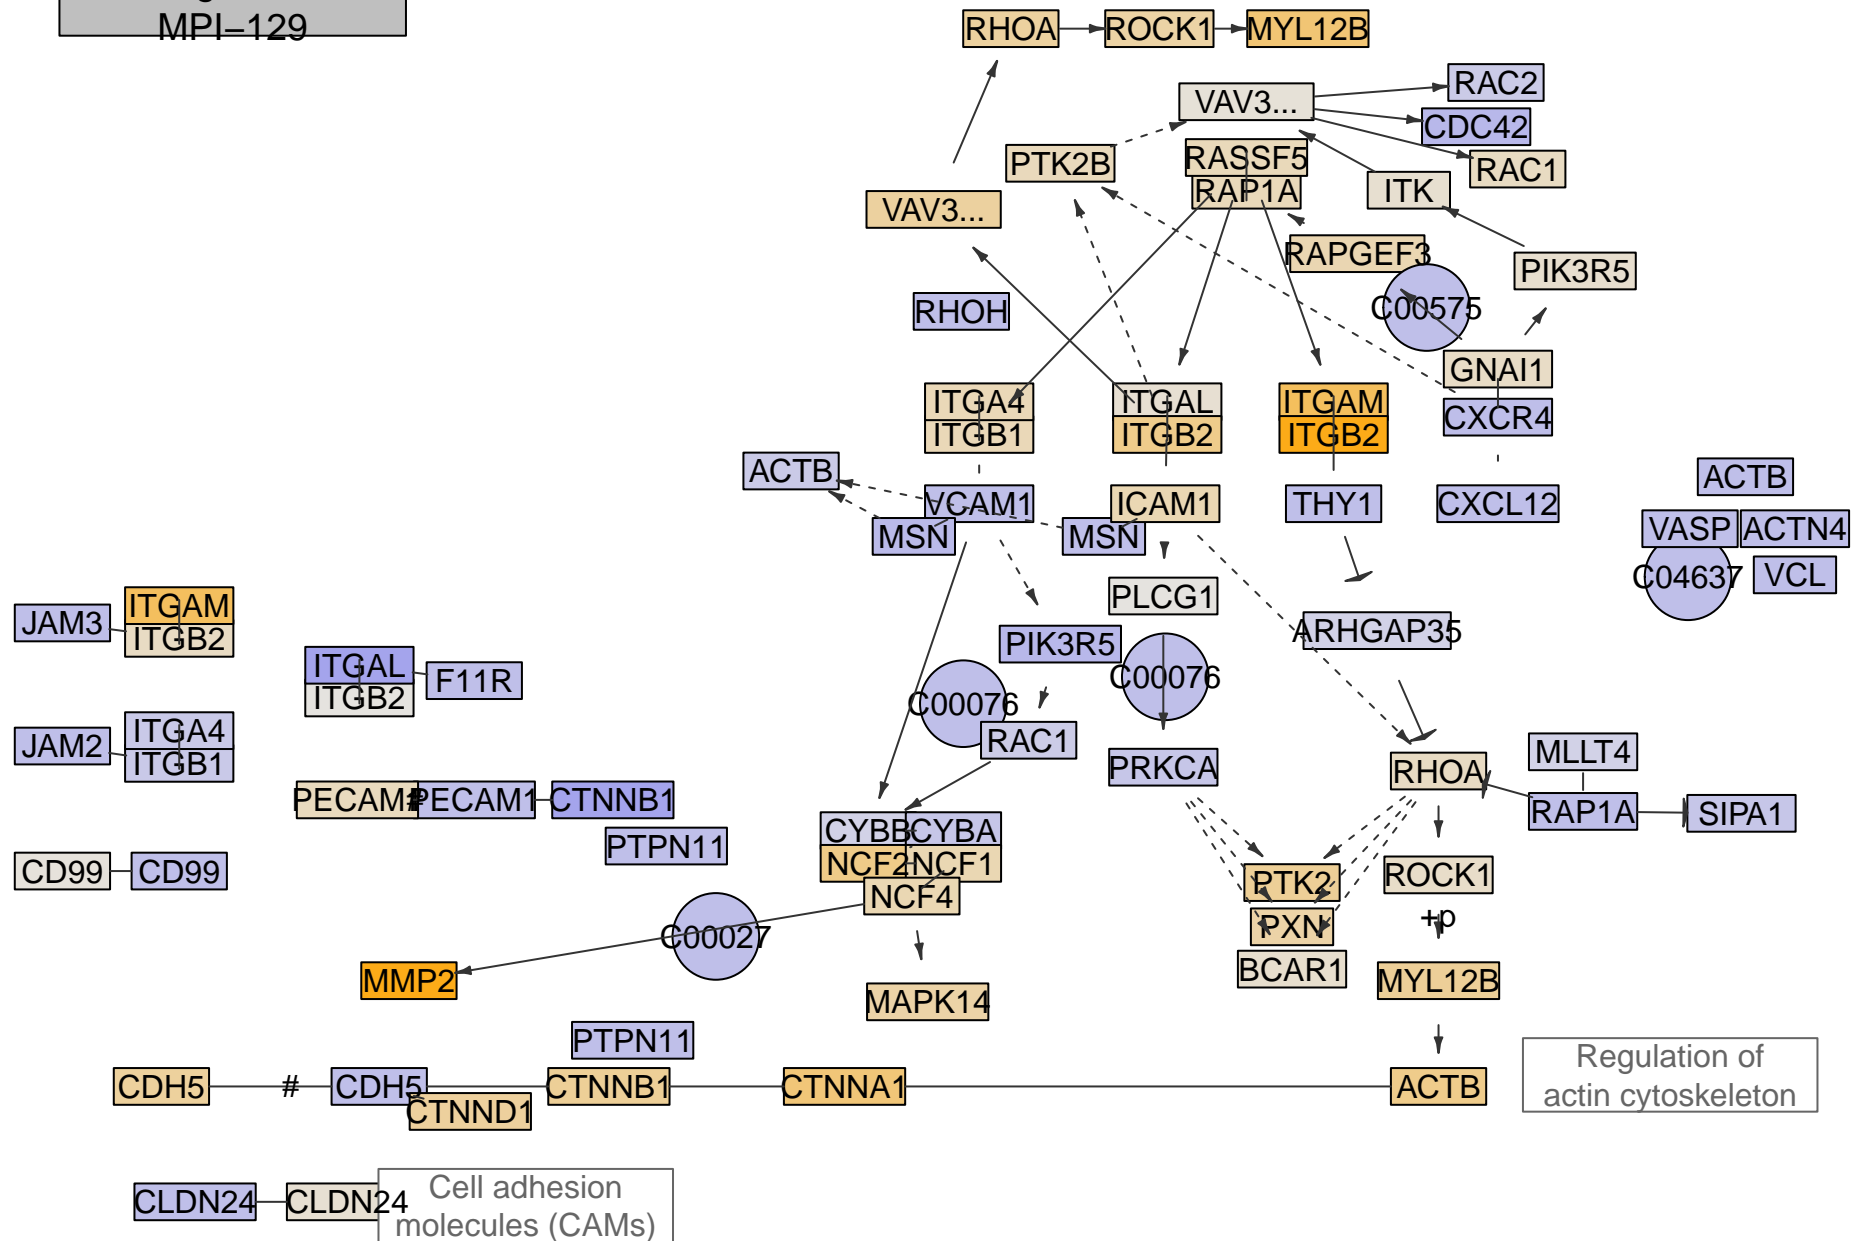 MPI−129
RHOA
ROCK1
MYL12B
VAV3...
RAC2
CDC42
RAC1
PTK2B
RASSF5
RAP1A
ITK
VAV3...
RAPGEF3
PIK3R5
C00575
RHOH
GNAI1
CXCR4
ITGA4
ITGB1
ITGAL
ITGB2
ITGAM
ITGB2
ACTB
VCAM1
MSN
ICAM1
MSN
THY1
CXCL12
ACTB
VASP
ACTN4
C04637
VCL
PLCG1
ARHGAP35
JAM3
ITGAM
ITGB2
ITGAL
ITGB2
F11R
PIK3R5
C00076
C00076
RAC1
JAM2
ITGA4
ITGB1
PRKCA
RHOA
MLLT4
RAP1A
SIPA1
PECAM1
#
PECAM1
CTNNB1
PTPN11
CYBB
CYBA
NCF2
NCF1
NCF4
CD99
CD99
PTK2
PXN
BCAR1
ROCK1
+p
C00027
MMP2
MAPK14
MYL12B
PTPN11
CDH5
#
CDH5
CTNND1
CTNNB1
CTNNA1
ACTB
Regulation of
actin cytoskeleton
CLDN24
CLDN24
Cell adhesion
molecules (CAMs)